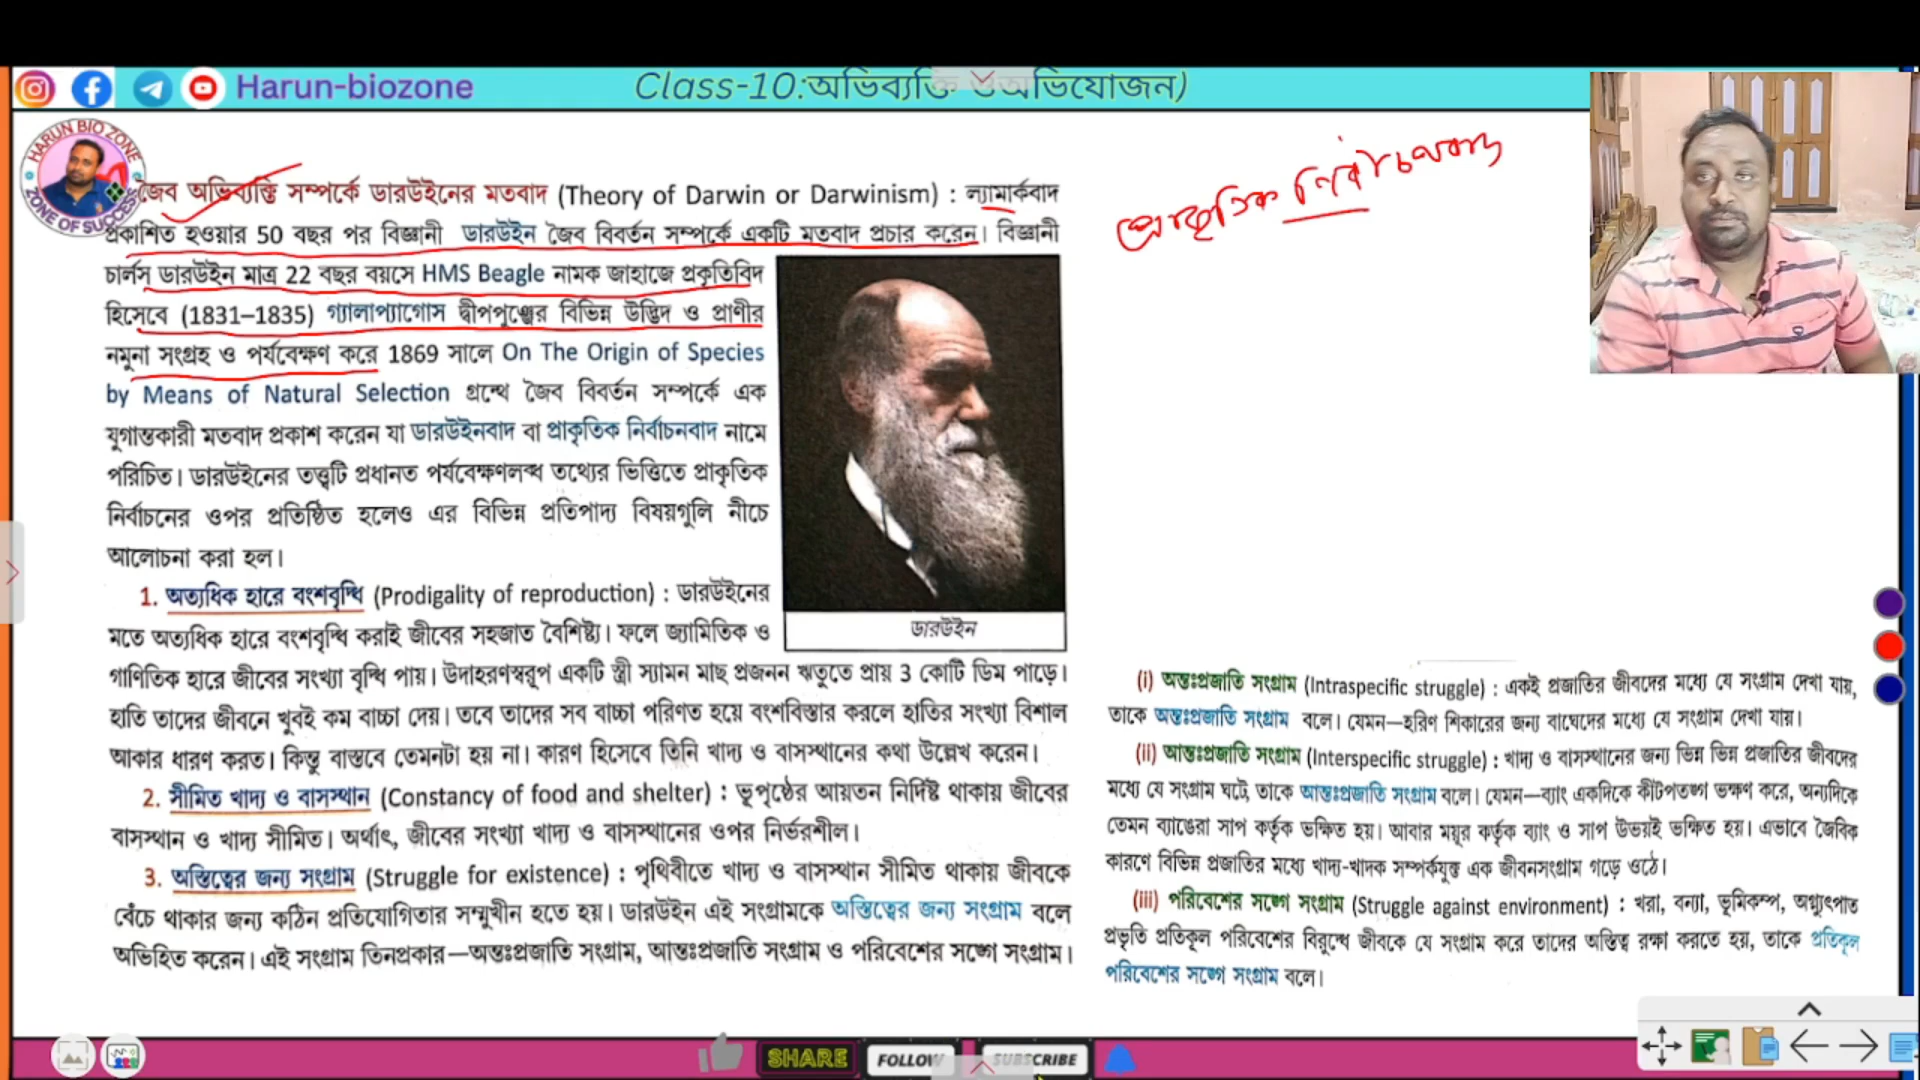 Harun-biozone
Class-10:অভিব্যক্তি ও অভিযোজন)
HARUN BIO ZONE
ZONE OF SUCCESS
জৈব অভিব্যক্তি সম্পর্কে ডারউইনের মতবাদ (Theory of Darwin or Darwinism) : ল্যামার্কবাদ
প্রকাশিত হওয়ার 50 বছর পর বিজ্ঞানী ডারউইন জৈব বিবর্তন সম্পর্কে একটি মতবাদ প্রচার করেন। বিজ্ঞানী
চার্লস ডারউইন মাত্র 22 বছর বয়সে HMS Beagle নামক জাহাজে প্রকৃতিবিদ
হিসেবে (1831–1835) গ্যালাপ্যাগোস দ্বীপপুঞ্জের বিভিন্ন উদ্ভিদ ও প্রাণীর
নমুনা সংগ্রহ ও পর্যবেক্ষণ করে 1869 সালে On The Origin of Species
by Means of Natural Selection গ্রন্থে জৈব বিবর্তন সম্পর্কে এক
যুগান্তকারী মতবাদ প্রকাশ করেন যা ডারউইনবাদ বা প্রাকৃতিক নির্বাচনবাদ নামে
পরিচিত। ডারউইনের তত্ত্বটি প্রধানত পর্যবেক্ষণলব্ধ তথ্যের ভিত্তিতে প্রাকৃতিক
নির্বাচনের ওপর প্রতিষ্ঠিত হলেও এর বিভিন্ন প্রতিপাদ্য বিষয়গুলি নীচে
আলোচনা করা হল।
ডারউইন
1. অত্যধিক হারে বংশবৃদ্ধি (Prodigality of reproduction) : ডারউইনের
মতে অত্যধিক হারে বংশবৃদ্ধি করাই জীবের সহজাত বৈশিষ্ট্য। ফলে জ্যামিতিক ও
গাণিতিক হারে জীবের সংখ্যা বৃদ্ধি পায়। উদাহরণস্বরূপ একটি স্ত্রী স্যামন মাছ প্রজনন ঋতুতে প্রায় 3 কোটি ডিম পাড়ে।
হাতি তাদের জীবনে খুবই কম বাচ্চা দেয়। তবে তাদের সব বাচ্চা পরিণত হয়ে বংশবিস্তার করলে হাতির সংখ্যা বিশাল
আকার ধারণ করত। কিন্তু বাস্তবে তেমনটা হয় না। কারণ হিসেবে তিনি খাদ্য ও বাসস্থানের কথা উল্লেখ করেন।
2. সীমিত খাদ্য ও বাসস্থান (Constancy of food and shelter) : ভূপৃষ্ঠের আয়তন নির্দিষ্ট থাকায় জীবের
বাসস্থান ও খাদ্য সীমিত। অর্থাৎ, জীবের সংখ্যা খাদ্য ও বাসস্থানের ওপর নির্ভরশীল।
3. অস্তিত্বের জন্য সংগ্রাম (Struggle for existence) : পৃথিবীতে খাদ্য ও বাসস্থান সীমিত থাকায় জীবকে
বেঁচে থাকার জন্য কঠিন প্রতিযোগিতার সম্মুখীন হতে হয়। ডারউইন এই সংগ্রামকে অস্তিত্বের জন্য সংগ্রাম বলে
অভিহিত করেন। এই সংগ্রাম তিনপ্রকার—অন্তঃপ্রজাতি সংগ্রাম, আন্তঃপ্রজাতি সংগ্রাম ও পরিবেশের সঙ্গে সংগ্রাম।
প্রাকৃতিক নির্বাচনবাদ
(i) অন্তঃপ্রজাতি সংগ্রাম (Intraspecific struggle) : একই প্রজাতির জীবদের মধ্যে যে সংগ্রাম দেখা যায়,
তাকে অন্তঃপ্রজাতি সংগ্রাম বলে। যেমন—হরিণ শিকারের জন্য বাঘেদের মধ্যে যে সংগ্রাম দেখা যায়।
(ii) আন্তঃপ্রজাতি সংগ্রাম (Interspecific struggle) : খাদ্য ও বাসস্থানের জন্য ভিন্ন ভিন্ন প্রজাতির জীবদের
মধ্যে যে সংগ্রাম ঘটে, তাকে আন্তঃপ্রজাতি সংগ্রাম বলে। যেমন—ব্যাং একদিকে কীটপতঙ্গ ভক্ষণ করে, অন্যদিকে
তেমন ব্যাঙেরা সাপ কর্তৃক ভক্ষিত হয়। আবার ময়ূর কর্তৃক ব্যাং ও সাপ উভয়ই ভক্ষিত হয়। এভাবে জৈবিক
কারণে বিভিন্ন প্রজাতির মধ্যে খাদ্য-খাদক সম্পর্কযুক্ত এক জীবনসংগ্রাম গড়ে ওঠে।
(iii) পরিবেশের সঙ্গে সংগ্রাম (Struggle against environment) : খরা, বন্যা, ভূমিকম্প, অগ্ন্যুৎপাত
প্রভৃতি প্রতিকূল পরিবেশের বিরুদ্ধে জীবকে যে সংগ্রাম করে তাদের অস্তিত্ব রক্ষা করতে হয়, তাকে প্রতিকূল
পরিবেশের সঙ্গে সংগ্রাম বলে।
SHARE
FOLLOW
SUBSCRIBE